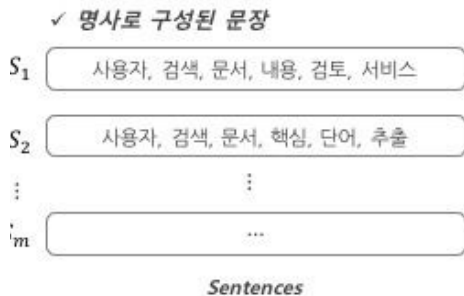 ✓ 명사로 구성된 문장
S₁ 사용자, 검색, 문서, 내용, 검토, 서비스
S₂ 사용자, 검색, 문서, 핵심, 단어, 추출
⋮ ⋮
m ...
Sentences